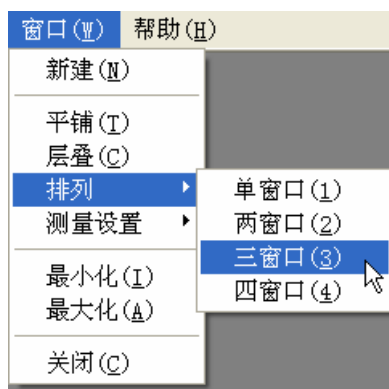 窗口(W) 帮助(H)
新建(N)
平铺(T)
层叠(C)
排列
测量设置
最小化(I)
最大化(A)
关闭(C)
单窗口(1)
两窗口(2)
三窗口(3)
四窗口(4)